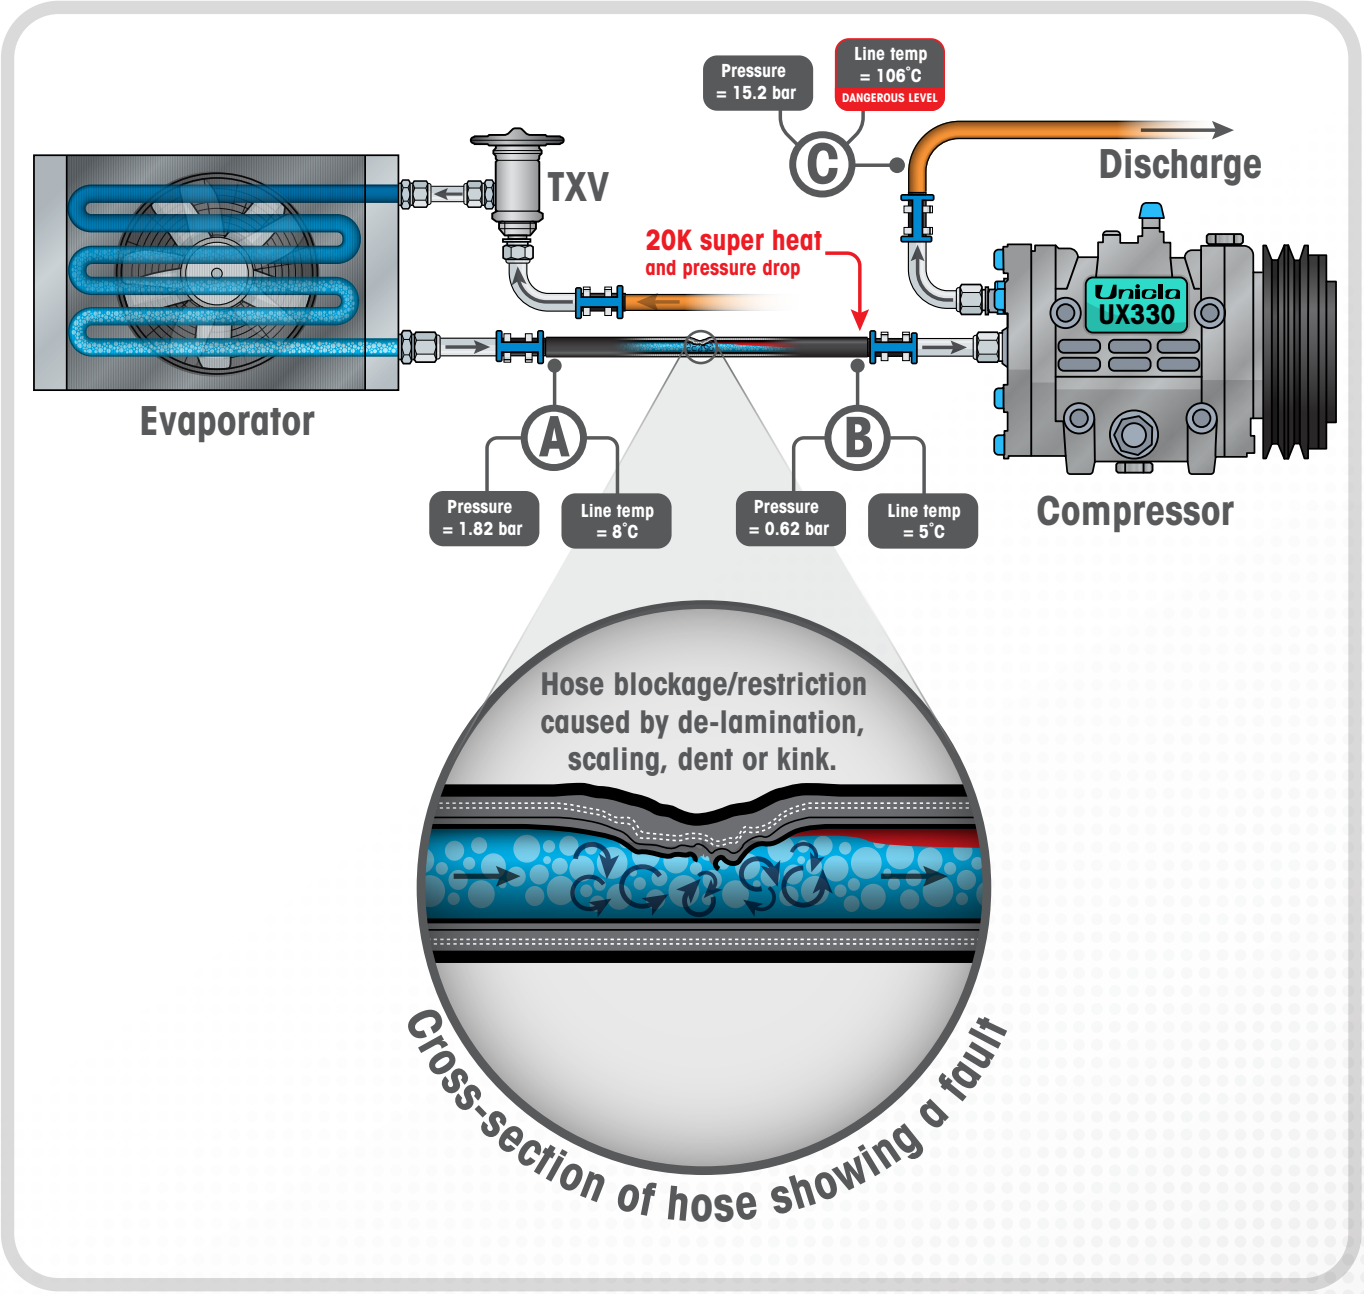 Pressure
= 15.2 bar
Line temp
= 106°C
DANGEROUS LEVEL
C
Discharge
TXV
20K super heat
and pressure drop
Unicla
UX330
Evaporator
A
B
Compressor
Pressure
= 1.82 bar
Line temp
= 8°C
Pressure
= 0.62 bar
Line temp
= 5°C
Hose blockage/restriction
caused by de-lamination,
scaling, dent or kink.
Cross-section of hose showing a fault